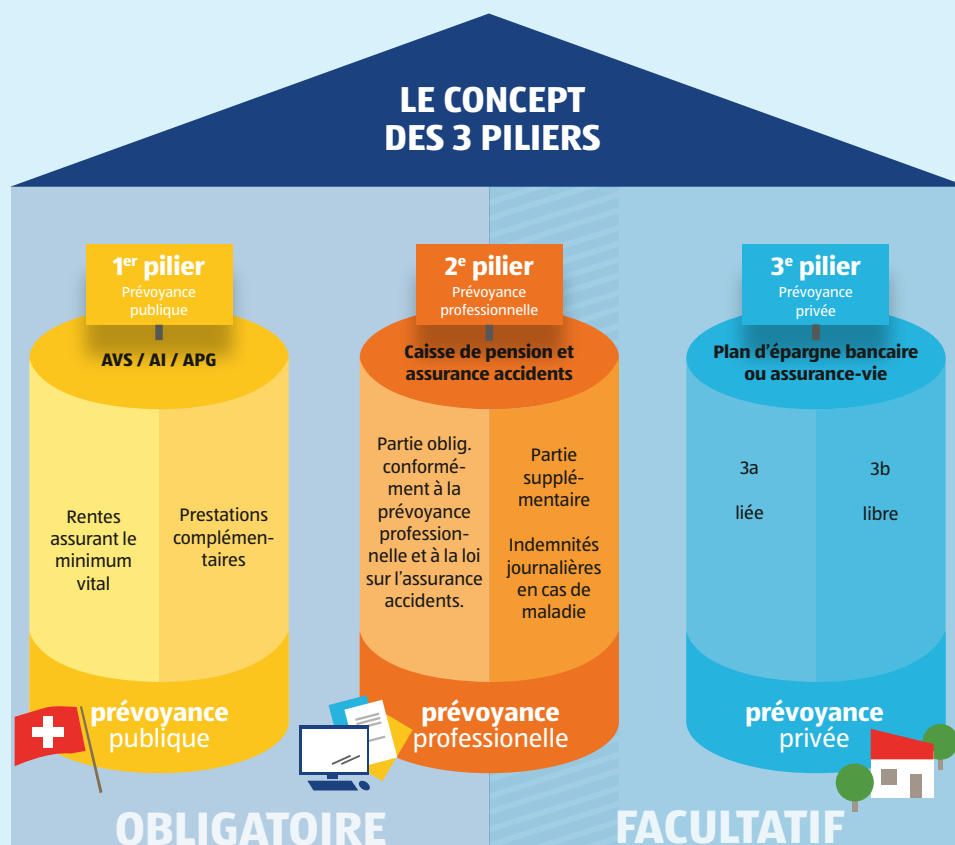 LE CONCEPT
DES 3 PILIERS
1er pilier
Prévoyance
publique
AVS / AI / APG
Rentes
assurant le
minimum
vital
Prestations
complémen-
taires
prévoyance
publique
2e pilier
Prévoyance
professionnelle
Caisse de pension et
assurance accidents
Partie oblig.
conformé-
ment à la
prévoyance
profession-
nelle et à la loi
sur l’assurance
accidents.
Partie
supplé-
mentaire
Indemnités
journalières
en cas de
maladie
prévoyance
professionnelle
3e pilier
Prévoyance
privée
Plan d’épargne bancaire
ou assurance-vie
3a
liée
3b
libre
prévoyance
privée
OBLIGATOIRE
FACULTATIF